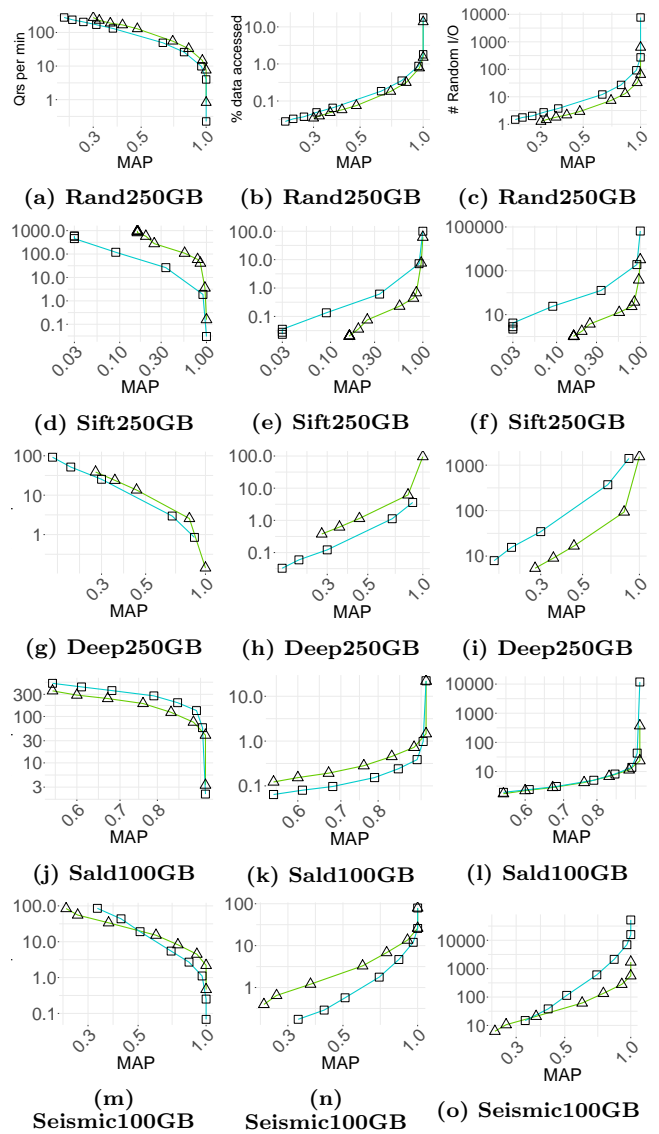 Qrs per min
100
10
1
0.3
0.5
1.0
MAP
% data accessed
10.0
1.0
0.1
0.3
0.5
1.0
MAP
# Random I/O
10000
1000
100
10
1
0.3
0.5
1.0
MAP
(a) Rand250GB
(b) Rand250GB
(c) Rand250GB
1000.0
100.0
10.0
1.0
0.1
0.03
0.10
0.30
1.00
MAP
100.0
10.0
1.0
0.1
0.03
0.10
0.30
1.00
MAP
100000
1000
10
0.03
0.10
0.30
1.00
MAP
(d) Sift250GB
(e) Sift250GB
(f) Sift250GB
100
10
1
0.3
0.5
1.0
MAP
100.0
10.0
1.0
0.1
0.3
0.5
1.0
MAP
1000
100
10
0.3
0.5
1.0
MAP
(g) Deep250GB
(h) Deep250GB
(i) Deep250GB
300
100
30
10
3
0.6
0.7
0.8
MAP
10.0
1.0
0.1
0.6
0.7
0.8
MAP
10000
1000
100
10
0.6
0.7
0.8
MAP
(j) Sald100GB
(k) Sald100GB
(l) Sald100GB
100.0
10.0
1.0
0.1
0.3
0.5
1.0
MAP
100
10
1
0.3
0.5
1.0
MAP
10000
1000
100
10
0.3
0.5
1.0
MAP
(m)
Seismic100GB
(n)
Seismic100GB
(o) Seismic100GB